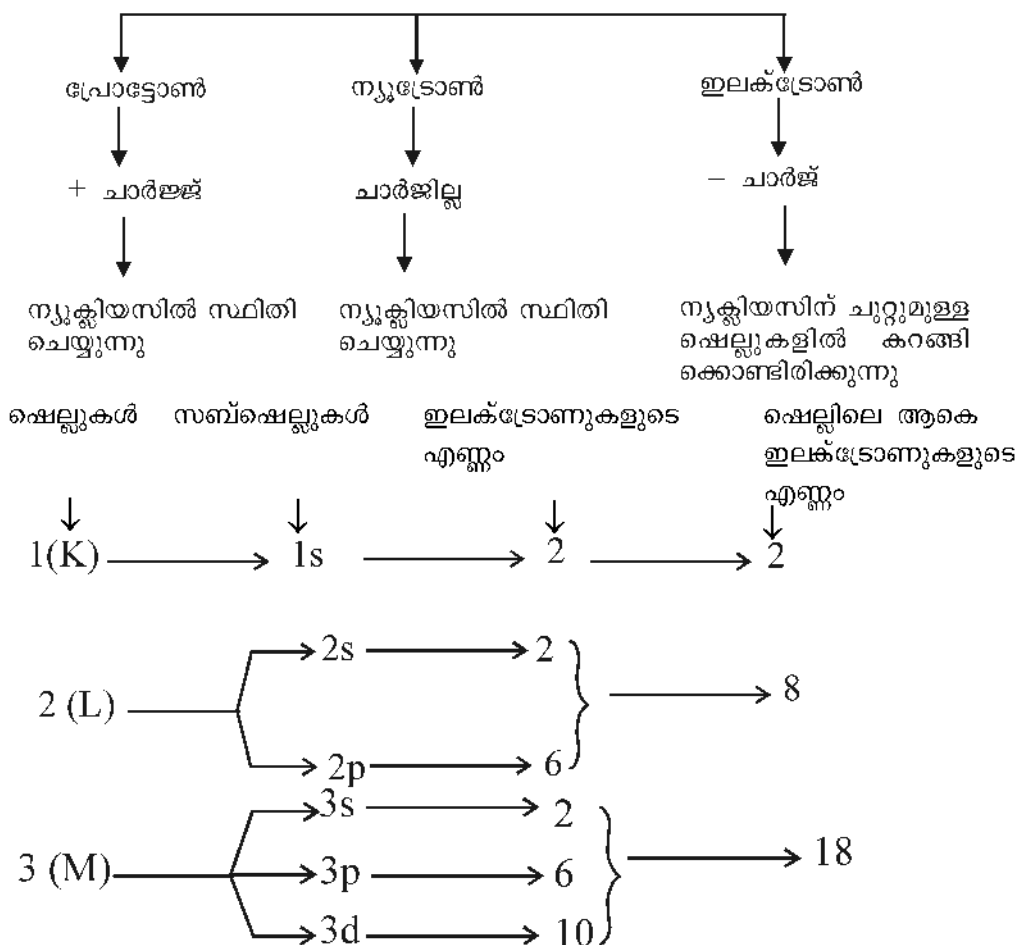 പ്രോട്ടോൺ ന്യൂട്രോൺ ഇലക്ട്രോൺ
+ ചാർജ്ജ് ചാർജില്ല – ചാർജ്
ന്യൂക്ലിയസിൽ സ്ഥിതി
ചെയ്യുന്നു
ന്യൂക്ലിയസിൽ സ്ഥിതി
ചെയ്യുന്നു
ന്യക്ലിയസിന് ചുറ്റുമുള്ള
ഷെല്ലുകളിൽ കറങ്ങി
ക്കൊണ്ടിരിക്കുന്നു
ഷെല്ലുകൾ സബ്ഷെല്ലുകൾ
ഇലക്ട്രോണുകളുടെ
എണ്ണം
ഷെല്ലിലെ ആകെ
ഇലക്ട്രോണുകളുടെ
എണ്ണം
1(K) 1s 2 2
2s 2
2 (L) 8
2p 6
3s 2
3 (M) 3p 6 18
3d 10